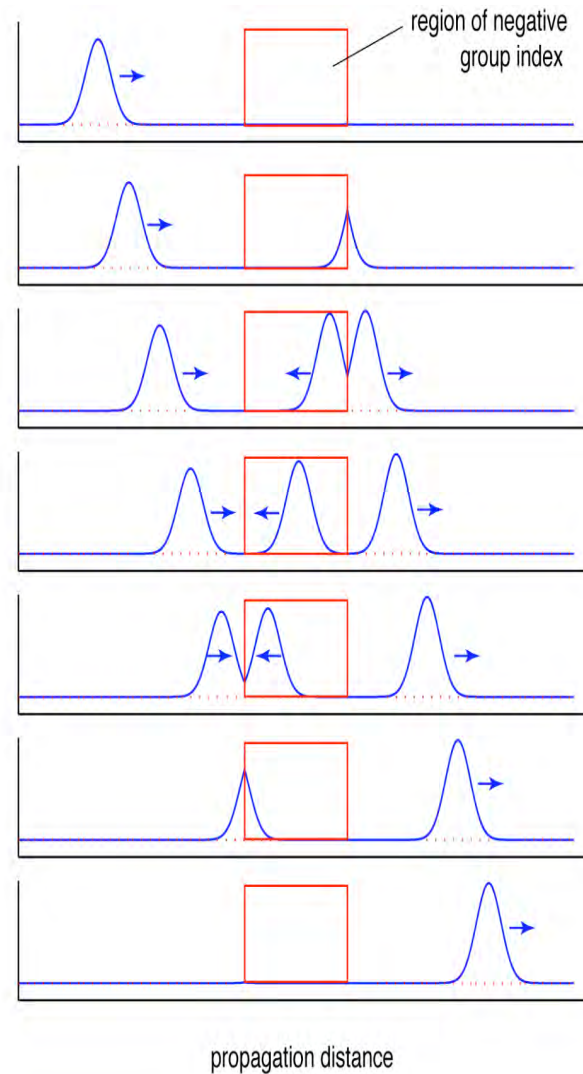 region of negative
group index
propagation distance